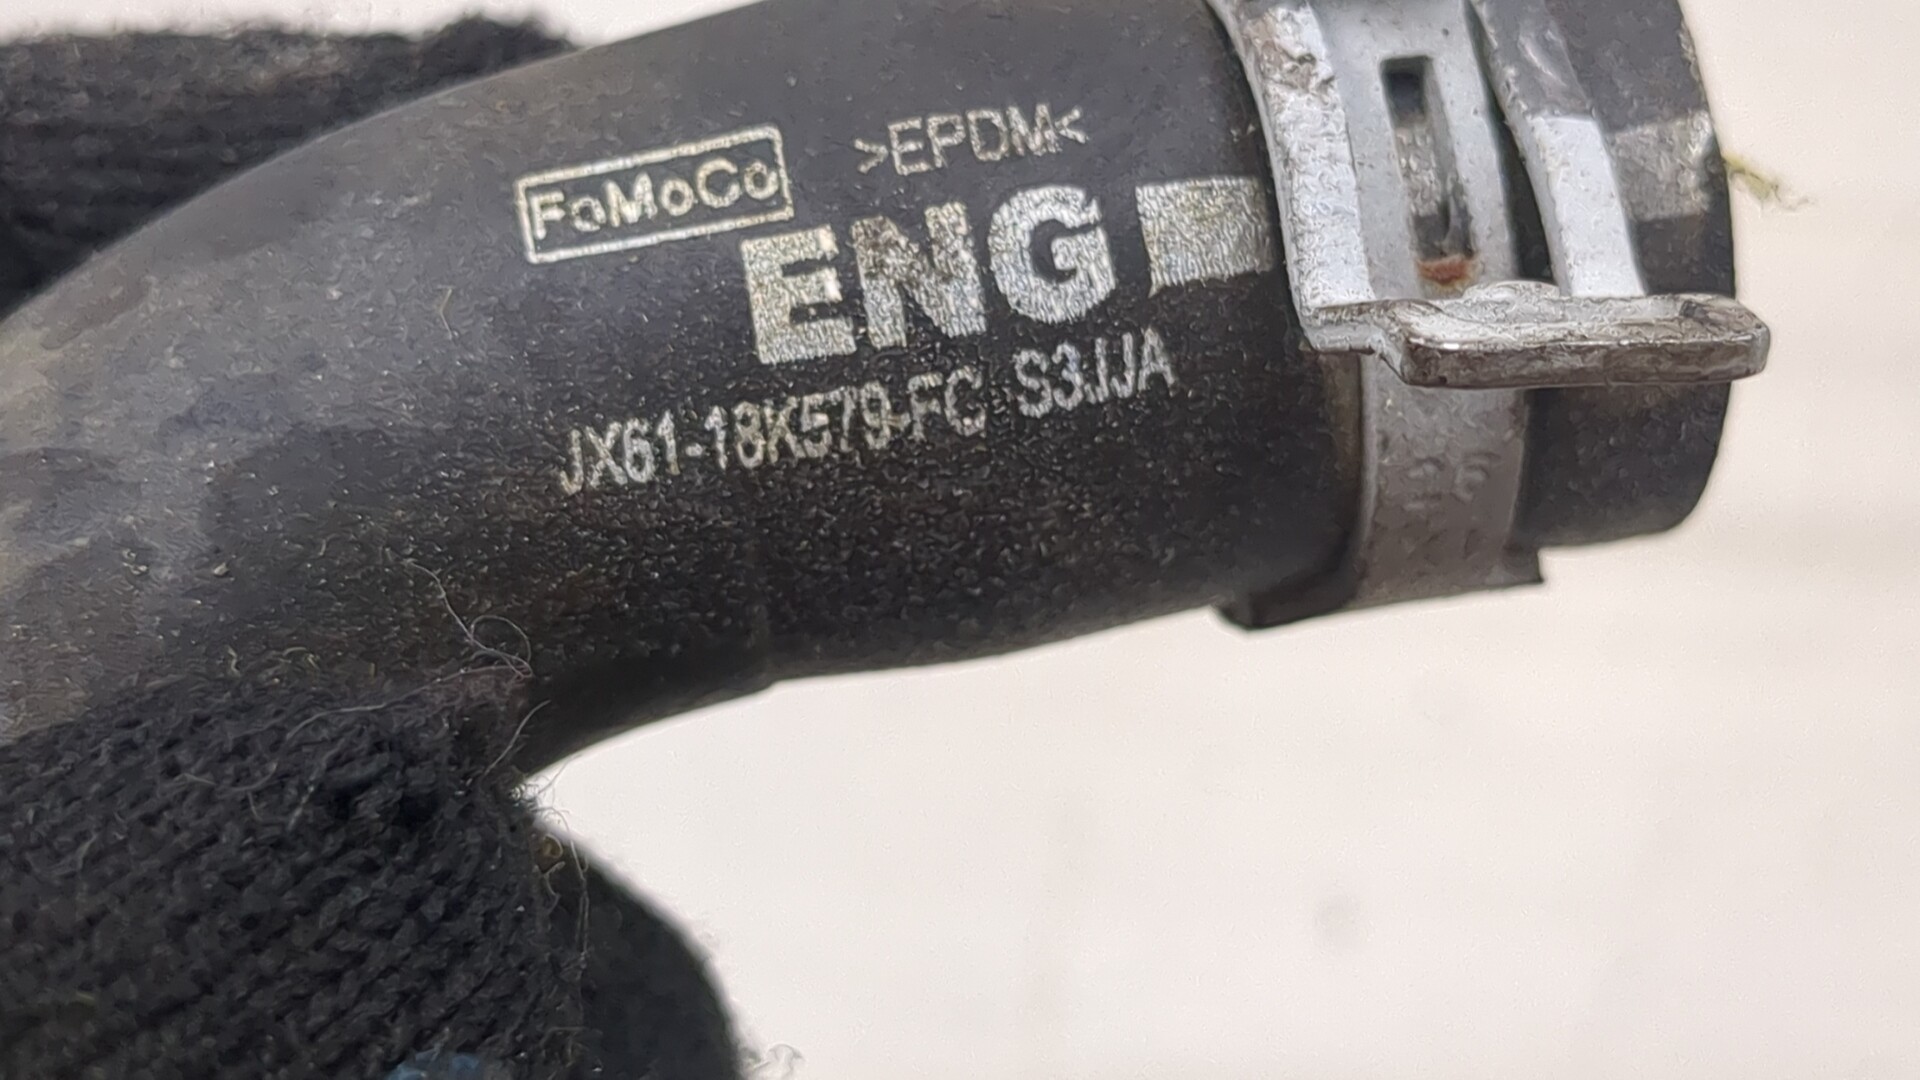 FoMoCo >EPDM<
ENG
JX61-18K579-FC S3JJA